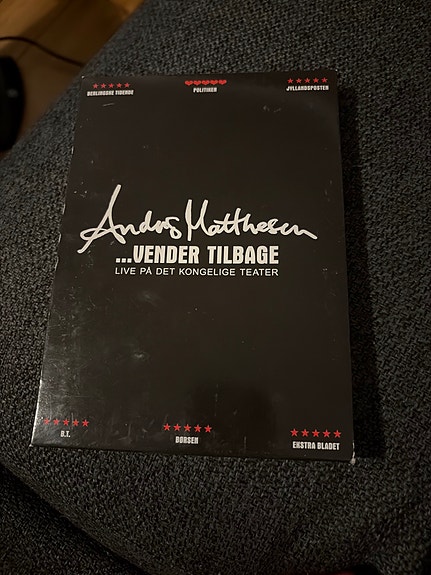 ★★★★★ ♥♥♥♥♥ ★★★★★
BERLINGSKE TIDENDE POLITIKEN JYLLANDSPOSTEN
Anders Matthesen
...VENDER TILBAGE
LIVE PÅ DET KONGELIGE TEATER
★★★★★ ★★★★★ ★★★★★
B.T. BØRSEN EKSTRA BLADET